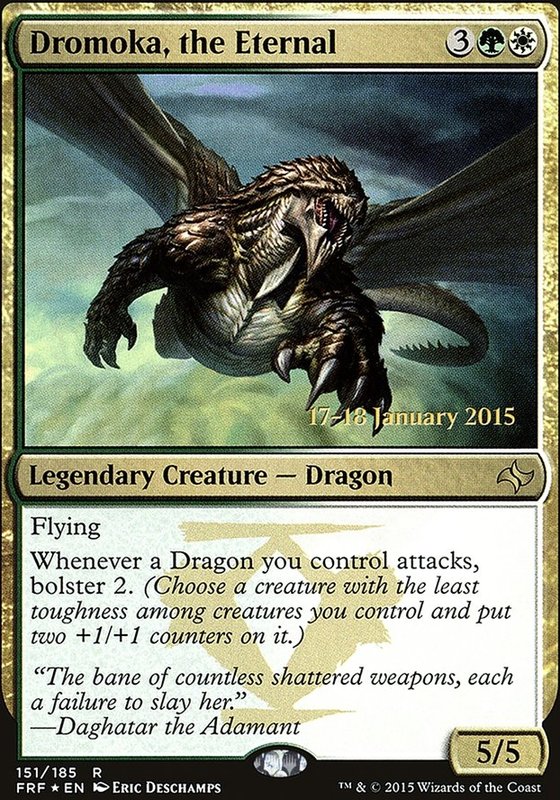 Dromoka, the Eternal 3
17-18 January 2015
Legendary Creature — Dragon
Flying
Whenever a Dragon you control attacks,
bolster 2. (Choose a creature with the least
toughness among creatures you control and put
two +1/+1 counters on it.)
“The bane of countless shattered weapons, each
a failure to slay her.”
—Daghatar the Adamant
5/5
151/185 R
FRF ★ EN Eric Deschamps
™ & © 2015 Wizards of the Coast